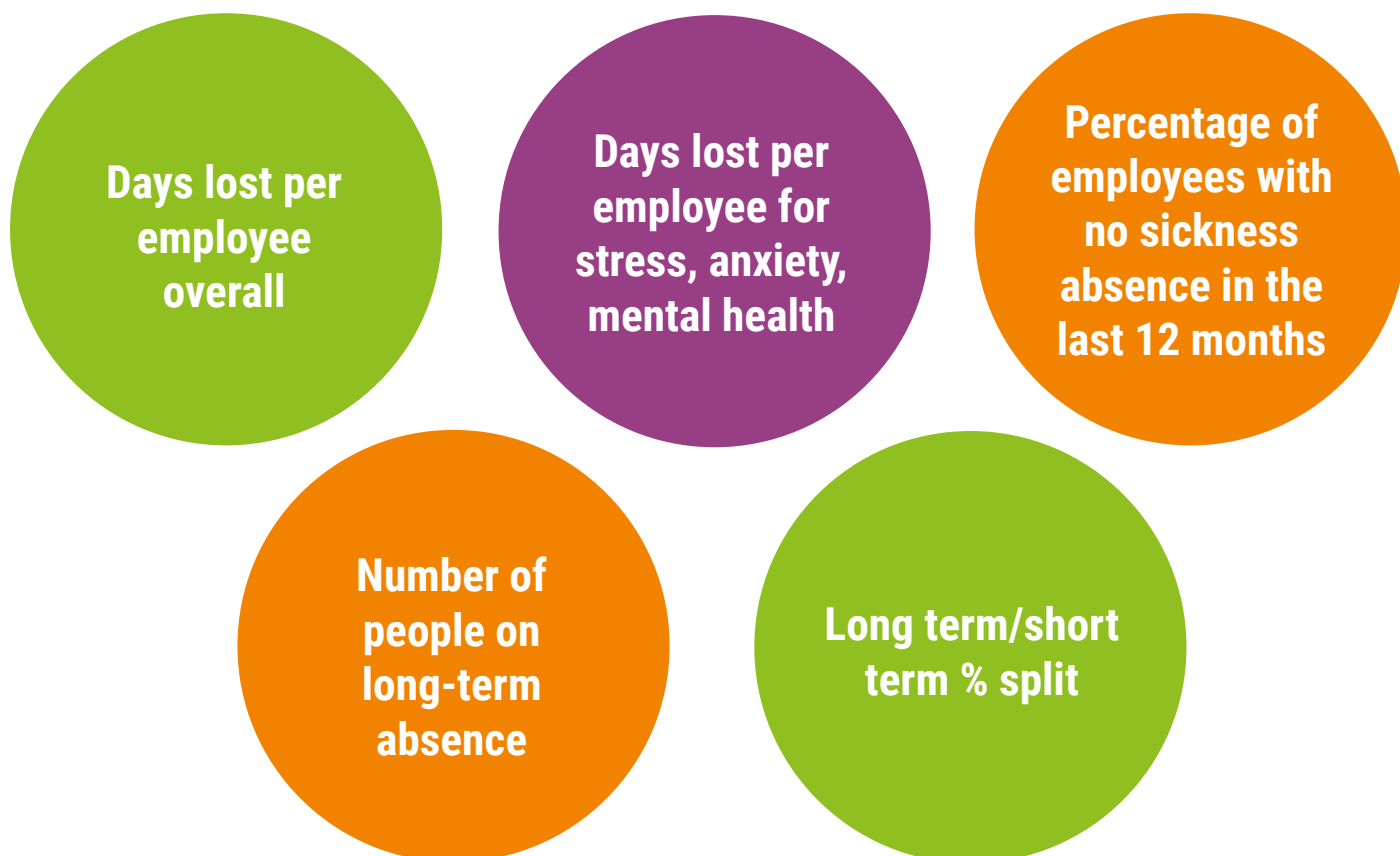 Days lost per
employee
overall
Days lost per
employee for
stress, anxiety,
mental health
Percentage of
employees with
no sickness
absence in the
last 12 months
Number of
people on
long-term
absence
Long term/short
term % split